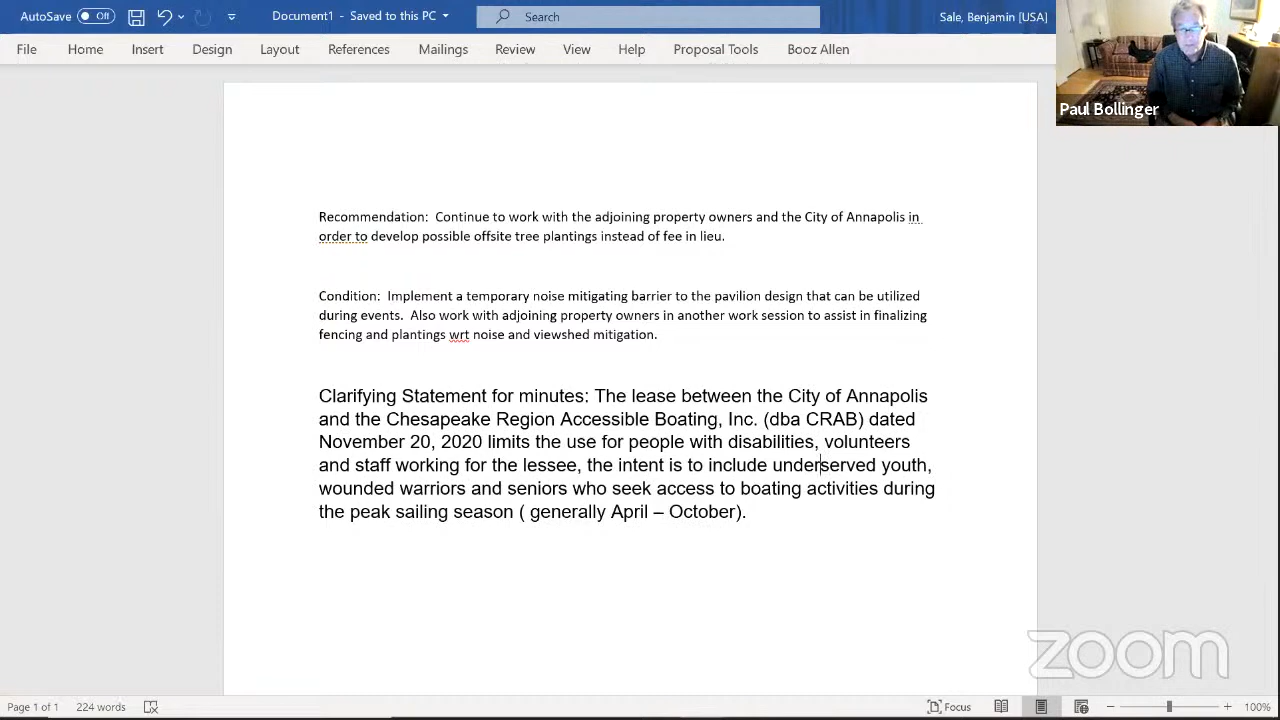 AutoSave Off Document1 - Saved to this PC Search Sale, Benjamin [USA]
File Home Insert Design Layout References Mailings Review View Help Proposal Tools Booz Allen
Paul Bollinger
Recommendation: Continue to work with the adjoining property owners and the City of Annapolis in
order to develop possible offsite tree plantings instead of fee in lieu.
Condition: Implement a temporary noise mitigating barrier to the pavilion design that can be utilized
during events. Also work with adjoining property owners in another work session to assist in finalizing
fencing and plantings wrt noise and viewshed mitigation.
Clarifying Statement for minutes: The lease between the City of Annapolis
and the Chesapeake Region Accessible Boating, Inc. (dba CRAB) dated
November 20, 2020 limits the use for people with disabilities, volunteers
and staff working for the lessee, the intent is to include underserved youth,
wounded warriors and seniors who seek access to boating activities during
the peak sailing season ( generally April – October).
zoom
Page 1 of 1 224 words Focus 100%